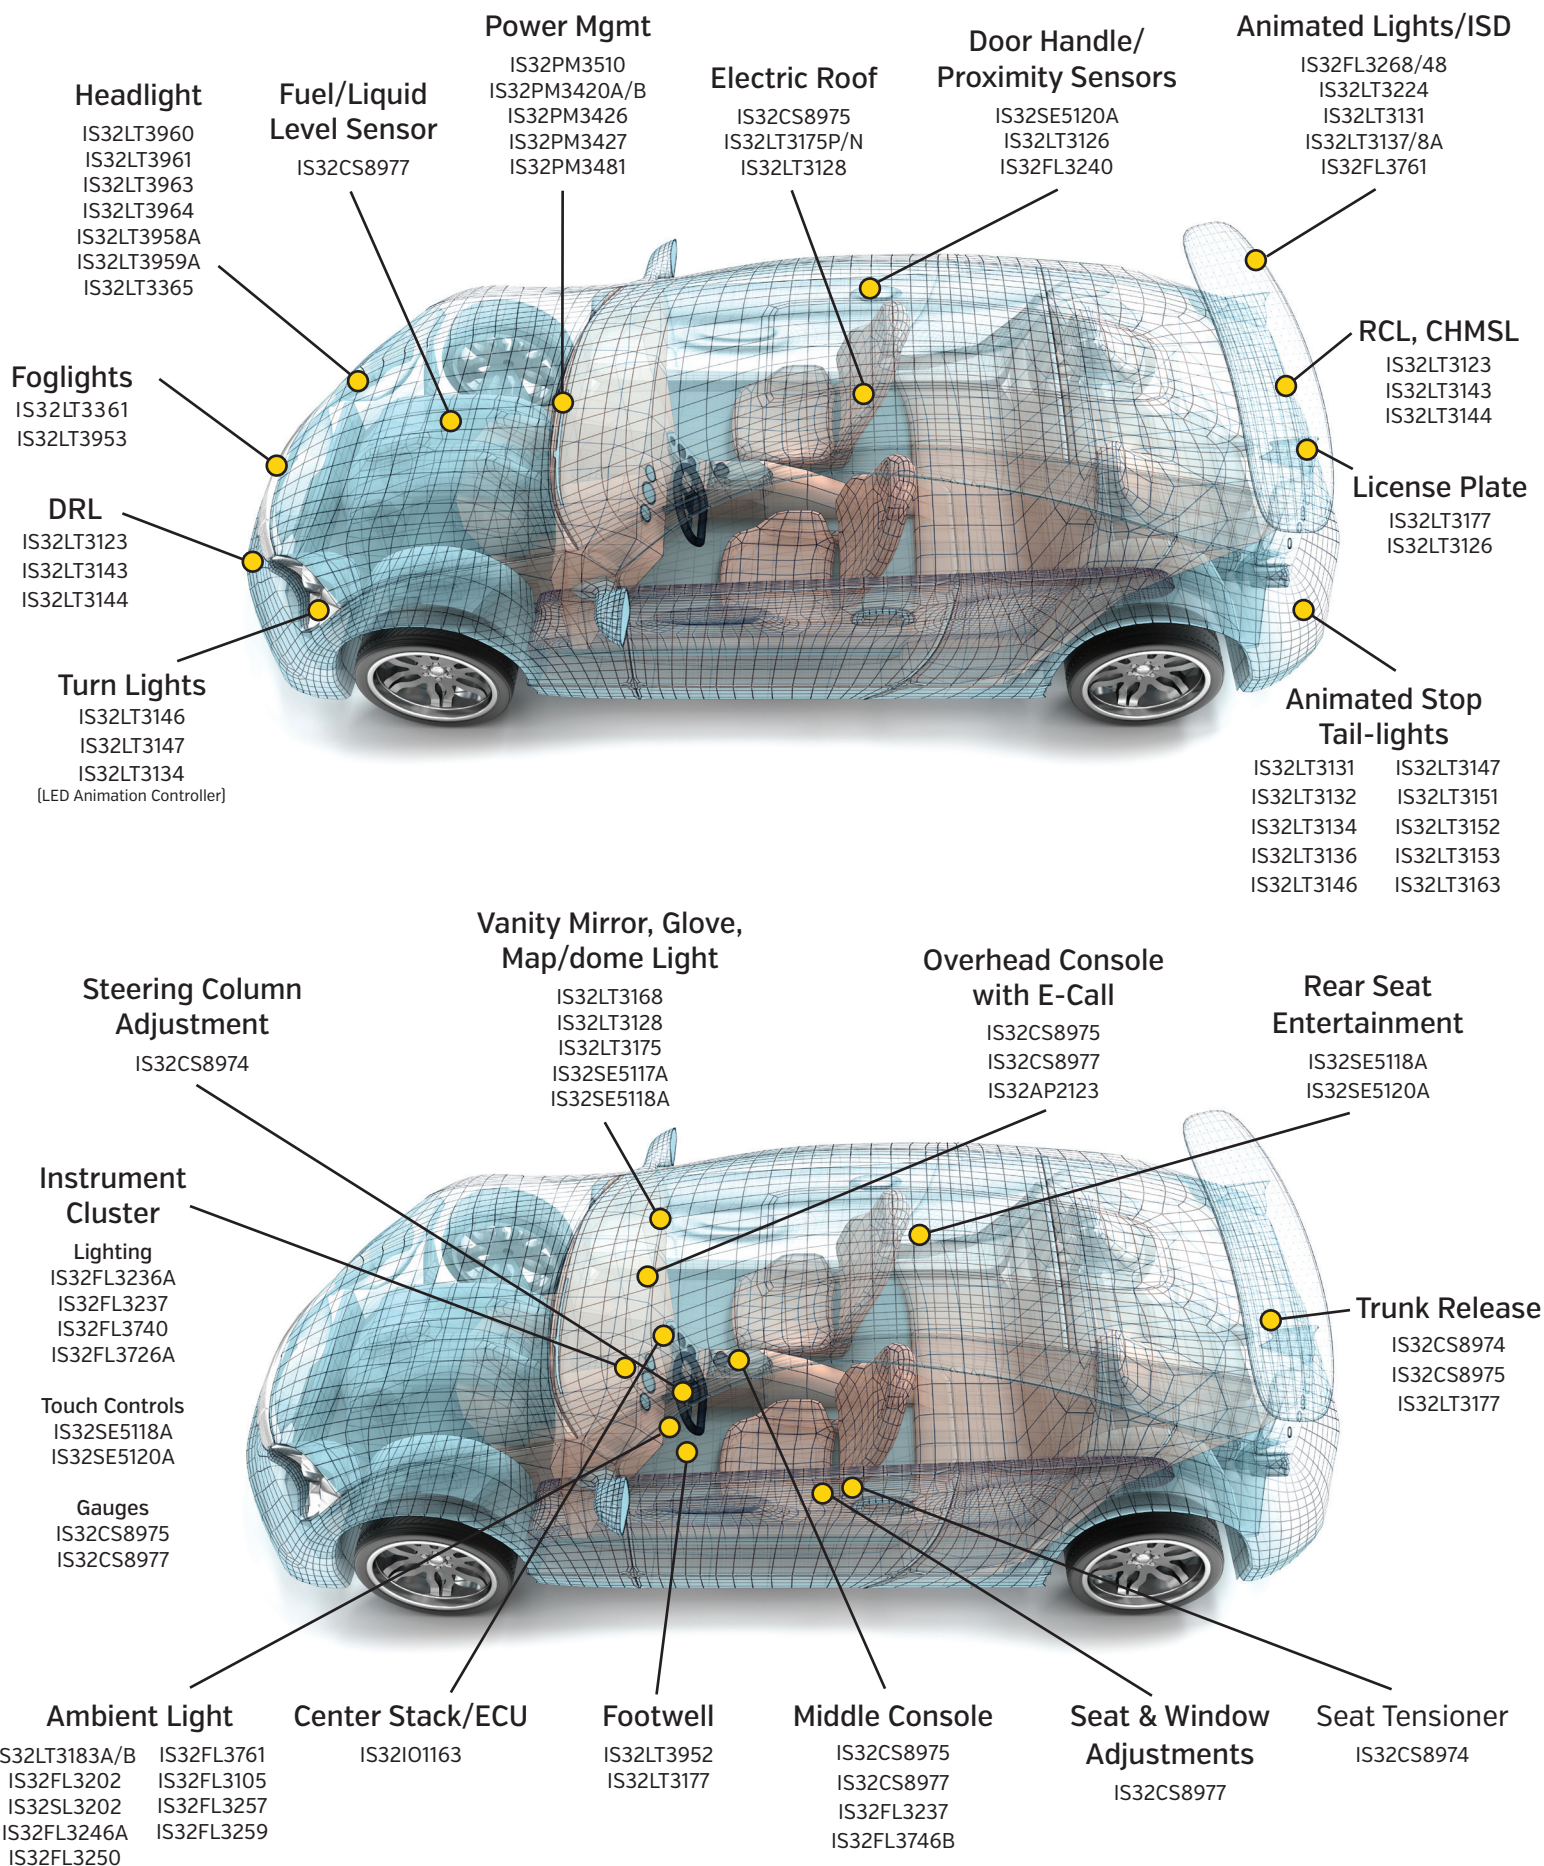 Power Mgmt
IS32PM3510
IS32PM3420A/B
IS32PM3426
IS32PM3427
IS32PM3481
Door Handle/
Proximity Sensors
IS32SE5120A
IS32LT3126
IS32FL3240
Animated Lights/ISD
IS32FL3268/48
IS32LT3224
IS32LT3131
IS32LT3137/8A
IS32FL3761
Headlight
IS32LT3960
IS32LT3961
IS32LT3963
IS32LT3964
IS32LT3958A
IS32LT3959A
IS32LT3365
Fuel/Liquid
Level Sensor
IS32CS8977
Electric Roof
IS32CS8975
IS32LT3175P/N
IS32LT3128
Foglights
IS32LT3361
IS32LT3953
RCL, CHMSL
IS32LT3123
IS32LT3143
IS32LT3144
DRL
IS32LT3123
IS32LT3143
IS32LT3144
License Plate
IS32LT3177
IS32LT3126
Turn Lights
IS32LT3146
IS32LT3147
IS32LT3134
(LED Animation Controller)
Animated Stop
Tail-lights
IS32LT3131 IS32LT3147
IS32LT3132 IS32LT3151
IS32LT3134 IS32LT3152
IS32LT3136 IS32LT3153
IS32LT3146 IS32LT3163
Vanity Mirror, Glove,
Map/dome Light
IS32LT3168
IS32LT3128
IS32LT3175
IS32SE5117A
IS32SE5118A
Overhead Console
with E-Call
IS32CS8975
IS32CS8977
IS32AP2123
Steering Column
Adjustment
IS32CS8974
Rear Seat
Entertainment
IS32SE5118A
IS32SE5120A
Instrument
Cluster
Lighting
IS32FL3236A
IS32FL3237
IS32FL3740
IS32FL3726A
Touch Controls
IS32SE5118A
IS32SE5120A
Gauges
IS32CS8975
IS32CS8977
Trunk Release
IS32CS8974
IS32CS8975
IS32LT3177
Ambient Light
S32LT3183A/B IS32FL3761
IS32FL3202 IS32FL3105
IS32SL3202 IS32FL3257
IS32FL3246A IS32FL3259
IS32FL3250
Center Stack/ECU
IS32IO1163
Footwell
IS32LT3952
IS32LT3177
Middle Console
IS32CS8975
IS32CS8977
IS32FL3237
IS32FL3746B
Seat & Window
Adjustments
IS32CS8977
Seat Tensioner
IS32CS8974